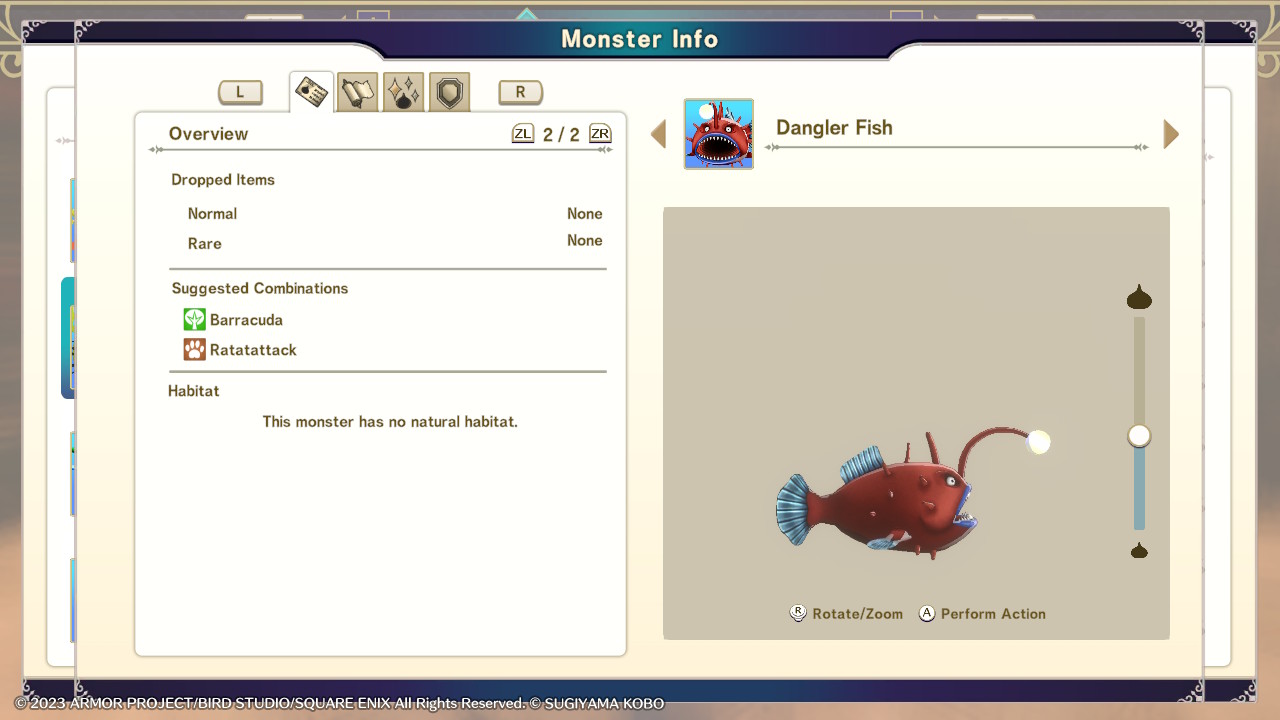 Monster Info
L
R
Overview
ZL 2 / 2 ZR
Dangler Fish
Dropped Items
Normal None
Rare None
Suggested Combinations
Barracuda
Ratatattack
Habitat
This monster has no natural habitat.
R Rotate/Zoom A Perform Action
© 2023 ARMOR PROJECT/BIRD STUDIO/SQUARE ENIX All Rights Reserved. © SUGIYAMA KOBO